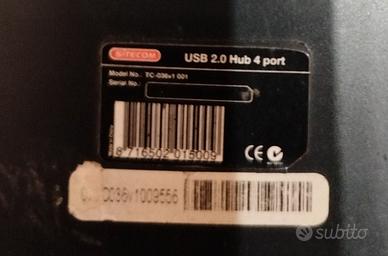 SITECOM
USB 2.0 Hub 4 port
Model No.: TC-036v1 001
Serial No.:
8 716502 015009
CE
036v1009556
subito